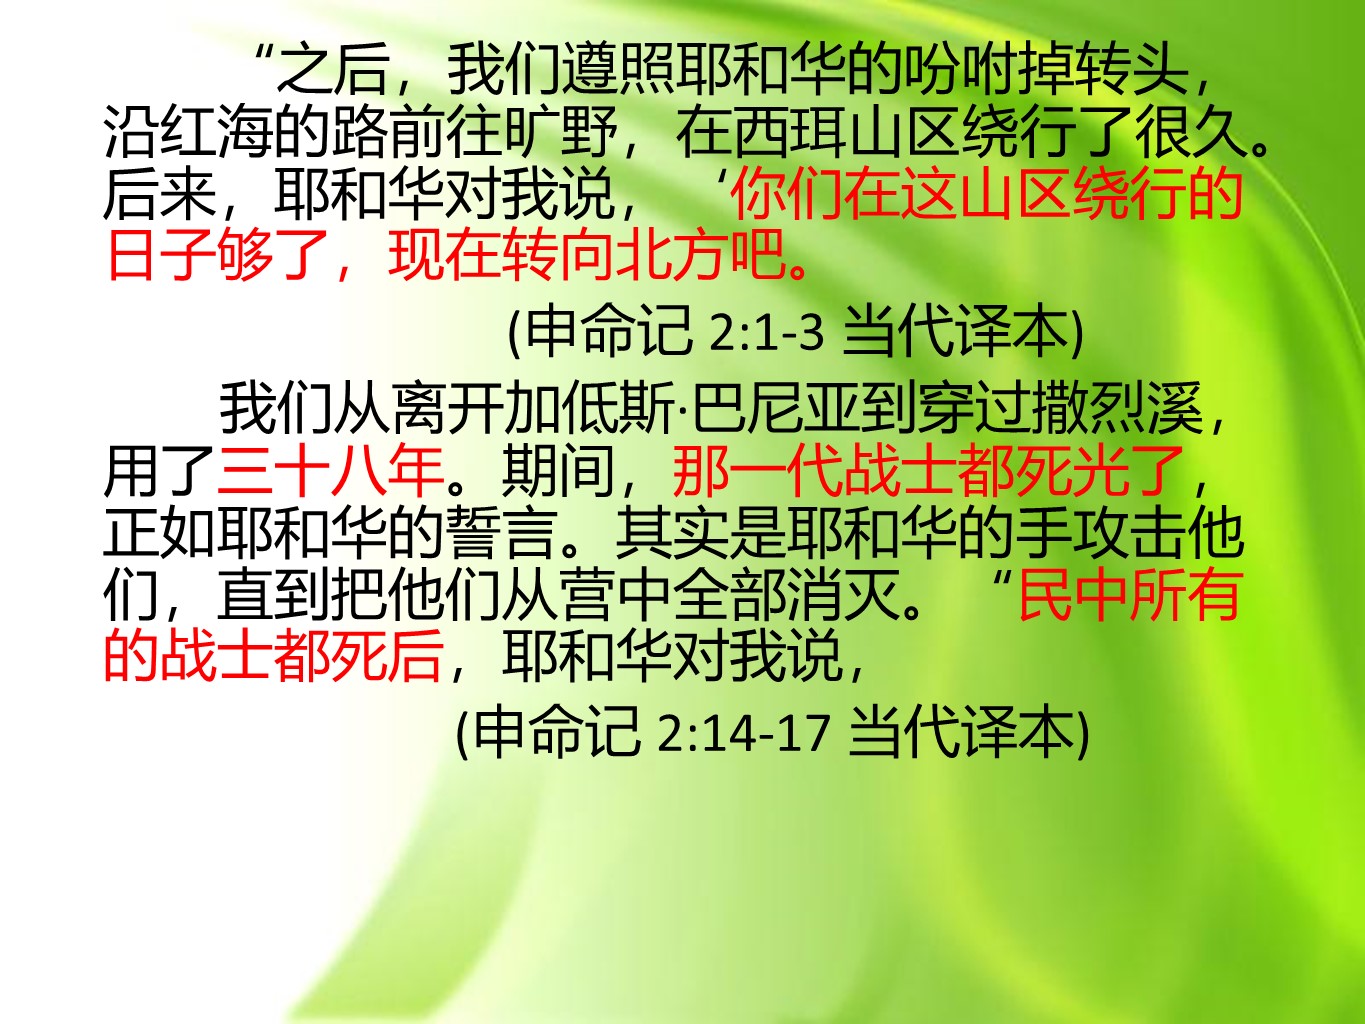 “之后，我们遵照耶和华的吩咐掉转头，
沿红海的路前往旷野，在西珥山区绕行了很久。
后来，耶和华对我说，‘你们在这山区绕行的
日子够了，现在转向北方吧。
(申命记 2:1-3 当代译本)
我们从离开加低斯·巴尼亚到穿过撒烈溪，
用了三十八年。期间，那一代战士都死光了，
正如耶和华的誓言。其实是耶和华的手攻击他
们，直到把他们从营中全部消灭。“民中所有
的战士都死后，耶和华对我说，
(申命记 2:14-17 当代译本)